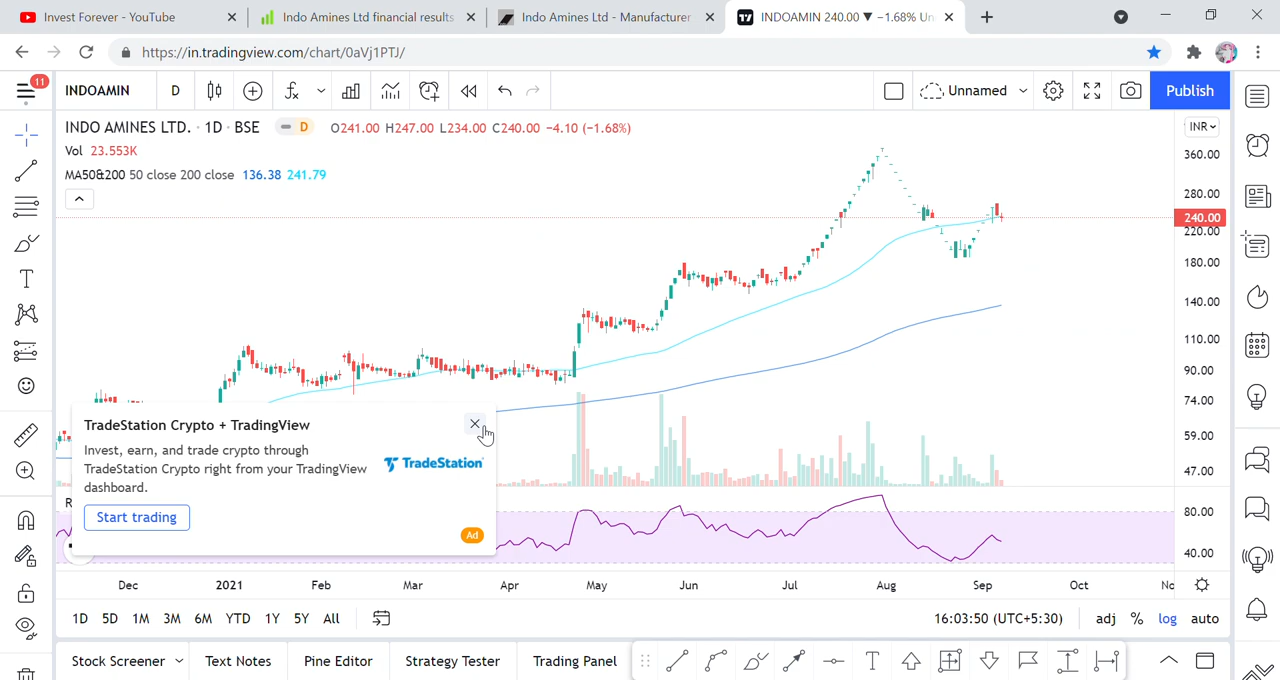 Invest Forever - YouTube
Indo Amines Ltd financial results
Indo Amines Ltd - Manufacturer
INDOAMIN 240.00 ▼ −1.68% Un
https://in.tradingview.com/chart/0aVj1PTJ/
11
INDOAMIN
D
Unnamed
Publish
INDO AMINES LTD. · 1D · BSE
D
O241.00 H247.00 L234.00 C240.00 −4.10 (−1.68%)
INR
Vol 23.553K
MA50&200 50 close 200 close 136.38 241.79
360.00
280.00
240.00
220.00
180.00
140.00
110.00
90.00
74.00
59.00
47.00
80.00
40.00
TradeStation Crypto + TradingView
Invest, earn, and trade crypto through
TradeStation Crypto right from your TradingView
dashboard.
TradeStation
Start trading
Ad
R
Dec 2021 Feb Mar Apr May Jun Jul Aug Sep Oct No
1D 5D 1M 3M 6M YTD 1Y 5Y All
16:03:50 (UTC+5:30)
adj % log auto
Stock Screener
Text Notes
Pine Editor
Strategy Tester
Trading Panel